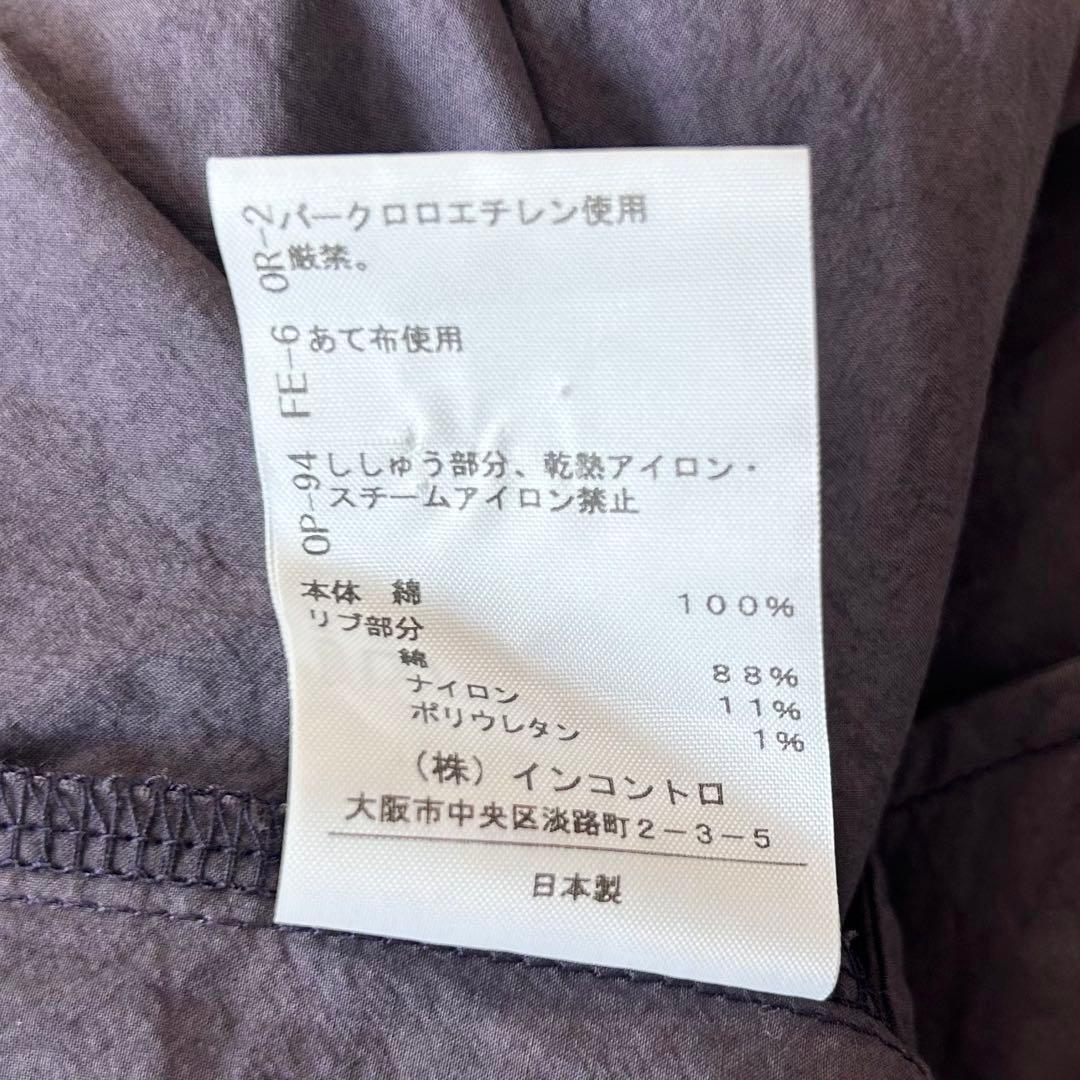 OR-2
パークロロエチレン使用
厳禁。
FE-6
あて布使用
OP-94
ししゅう部分、乾熱アイロン・
スチームアイロン禁止
本体 綿 100%
リブ部分
綿 88%
ナイロン 11%
ポリウレタン 1%
(株)インコントロ
大阪市中央区淡路町2-3-5
日本製